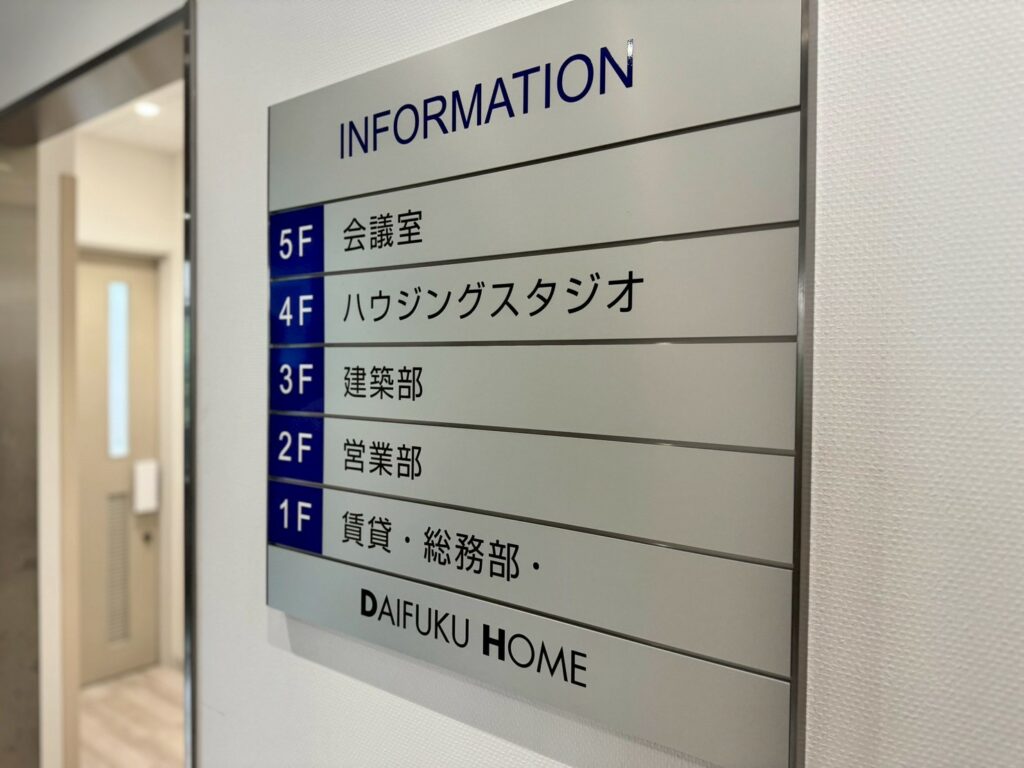 INFORMATION
5F 会議室
4F ハウジングスタジオ
3F 建築部
2F 営業部
1F 賃貸・総務部・
DAIFUKU HOME